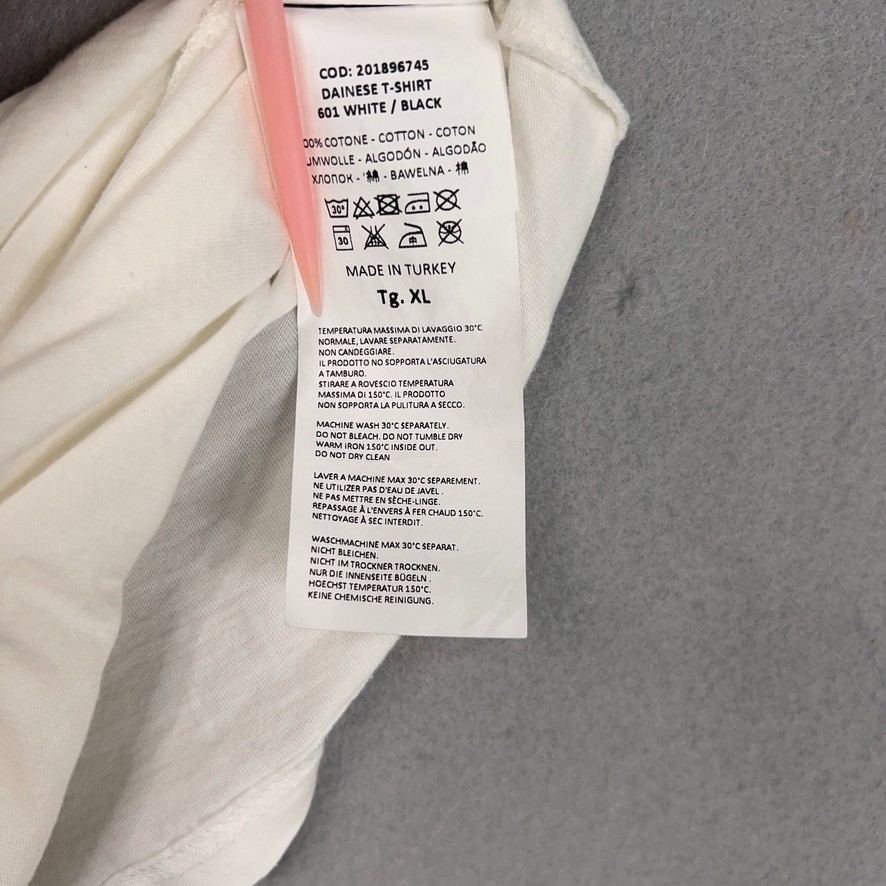 COD: 201896745
DAINESE T-SHIRT
601 WHITE / BLACK
00% COTONE - COTTON - COTON
UMWOLLE - ALGODÓN - ALGODÃO
ХЛОПОК - 綿 - BAWELNA - 棉
30°
30
MADE IN TURKEY
Tg. XL
TEMPERATURA MASSIMA DI LAVAGGIO 30°C
NORMALE, LAVARE SEPARATAMENTE.
NON CANDEGGIARE.
IL PRODOTTO NO SOPPORTA L'ASCIUGATURA
A TAMBURO.
STIRARE A ROVESCIO TEMPERATURA
MASSIMA DI 150°C. IL PRODOTTO
NON SOPPORTA LA PULITURA A SECCO.
MACHINE WASH 30°C SEPARATELY.
DO NOT BLEACH. DO NOT TUMBLE DRY
WARM IRON 150°C INSIDE OUT.
DO NOT DRY CLEAN
LAVER A MACHINE MAX 30°C SEPAREMENT.
NE UTILIZER PAS D'EAU DE JAVEL .
NE PAS METTRE EN SÈCHE-LINGE.
REPASSAGE À L'ENVERS À FER CHAUD 150°C.
NETTOYAGE À SEC INTERDIT.
WASCHMACHINE MAX 30°C SEPARAT.
NICHT BLEICHEN.
NICHT IM TROCKNER TROCKNEN.
NUR DIE INNENSEITE BÜGELN .
HOECHST TEMPERATUR 150°C.
KEINE CHEMISCHE REINIGUNG.